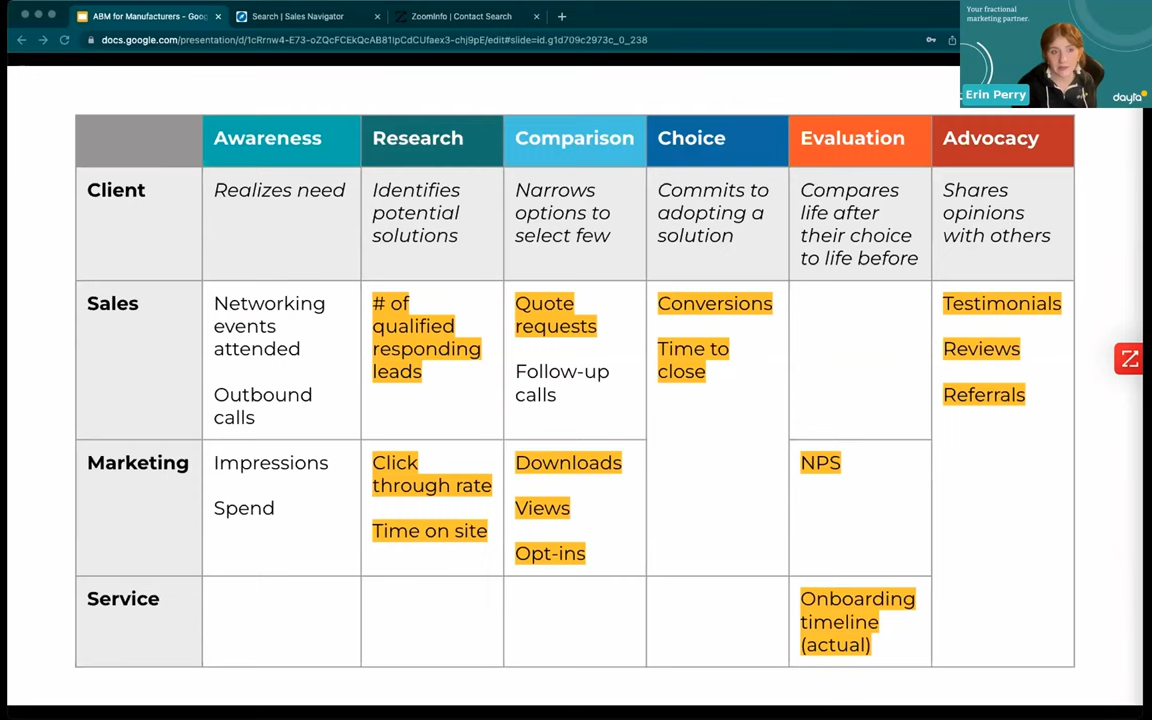 ABM for Manufacturers - Goog
Search | Sales Navigator
ZoomInfo | Contact Search
docs.google.com/presentation/d/1cRrnw4-E73-oZQcFCEkQcAB81lpCdCUfaex3-chj9pE/edit#slide=id.g1d709c2973c_0_238
Your fractional
marketing partner.
Erin Perry
dayta
Awareness
Research
Comparison
Choice
Evaluation
Advocacy
Client
Realizes need
Identifies
potential
solutions
Narrows
options to
select few
Commits to
adopting a
solution
Compares
life after
their choice
to life before
Shares
opinions
with others
Sales
Networking
events
attended
Outbound
calls
# of
qualified
responding
leads
Quote
requests
Follow-up
calls
Conversions
Time to
close
Testimonials
Reviews
Referrals
Marketing
Impressions
Spend
Click
through rate
Time on site
Downloads
Views
Opt-ins
NPS
Service
Onboarding
timeline
(actual)